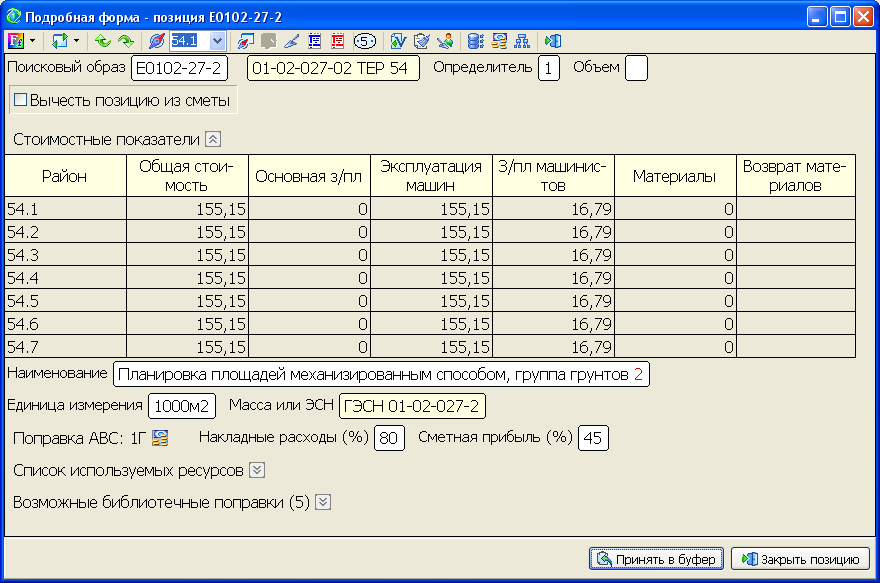 Подробная форма - позиция E0102-27-2
54.1
5
Поисковый образ E0102-27-2 01-02-027-02 ТЕР 54 Определитель 1 Объем
Вычесть позицию из сметы
Стоимостные показатели
Район Общая стои-мость Основная з/пл Эксплуатация машин З/пл машинис-тов Материалы Возврат мате-риалов
54.1 155,15 0 155,15 16,79 0
54.2 155,15 0 155,15 16,79 0
54.3 155,15 0 155,15 16,79 0
54.4 155,15 0 155,15 16,79 0
54.5 155,15 0 155,15 16,79 0
54.6 155,15 0 155,15 16,79 0
54.7 155,15 0 155,15 16,79 0
Наименование Планировка площадей механизированным способом, группа грунтов 2
Единица измерения 1000м2 Масса или ЭСН ГЭСН 01-02-027-2
Поправка АВС: 1Г Накладные расходы (%) 80 Сметная прибыль (%) 45
Список используемых ресурсов
Возможные библиотечные поправки (5)
Принять в буфер Закрыть позицию